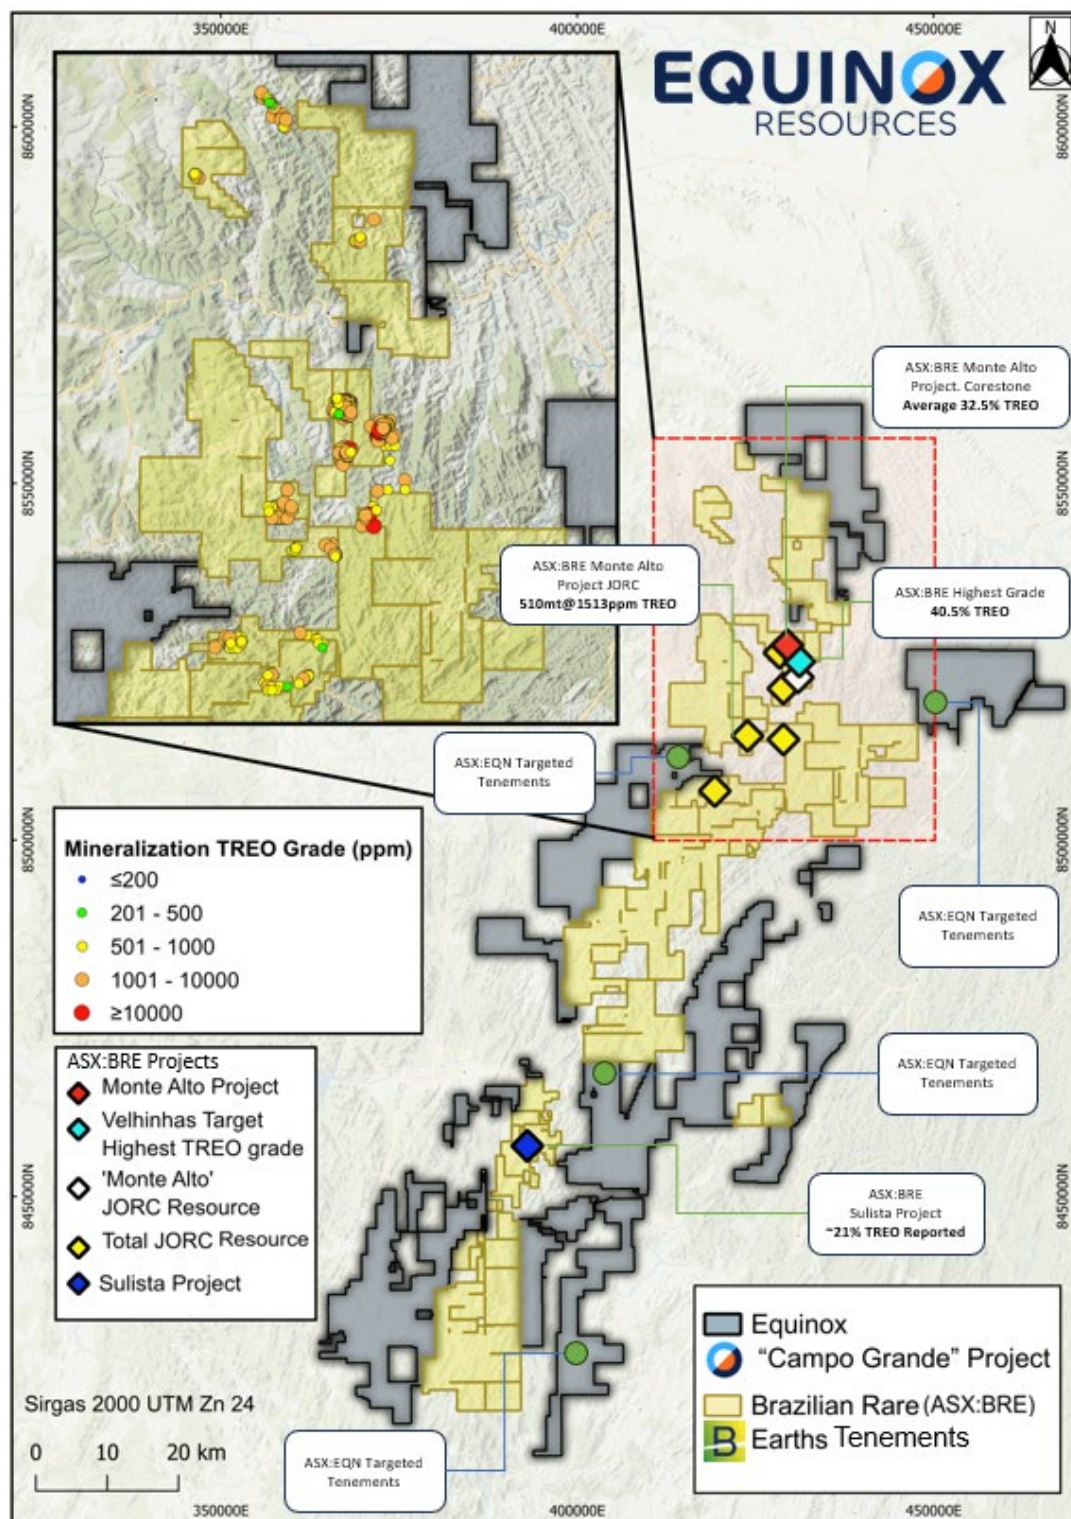 350000E
400000E
450000E
N
EQUINOX
RESOURCES
8600000N
8600000N
ASX:BRE Monte Alto
Project. Corestone
Average 32.5% TREO
8550000N
8550000N
ASX:BRE Monte Alto
Project JORC
510mt@1513ppm TREO
ASX:BRE Highest Grade
40.5% TREO
ASX:EQN Targeted
Tenements
8500000N
8500000N
Mineralization TREO Grade (ppm)
≤200
201 - 500
501 - 1000
1001 - 10000
≥10000
ASX:EQN Targeted
Tenements
ASX:EQN Targeted
Tenements
ASX:BRE Projects
Monte Alto Project
Velhinhas Target
Highest TREO grade
'Monte Alto'
JORC Resource
Total JORC Resource
Sulista Project
8450000N
8450000N
ASX:BRE
Sulista Project
~21% TREO Reported
Equinox
“Campo Grande” Project
Brazilian Rare (ASX:BRE)
B Earths Tenements
Sirgas 2000 UTM Zn 24
0 10 20 km
ASX:EQN Targeted
Tenements
350000E
400000E
450000E